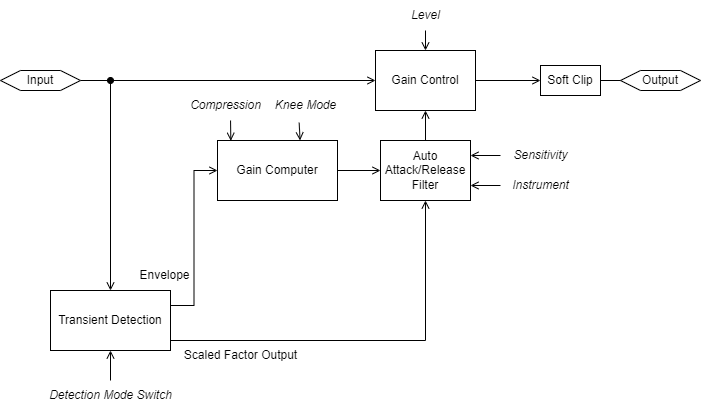 Level
Input
Gain Control
Soft Clip
Output
Compression
Knee Mode
Gain Computer
Auto
Attack/Release
Filter
Sensitivity
Instrument
Envelope
Transient Detection
Scaled Factor Output
Detection Mode Switch